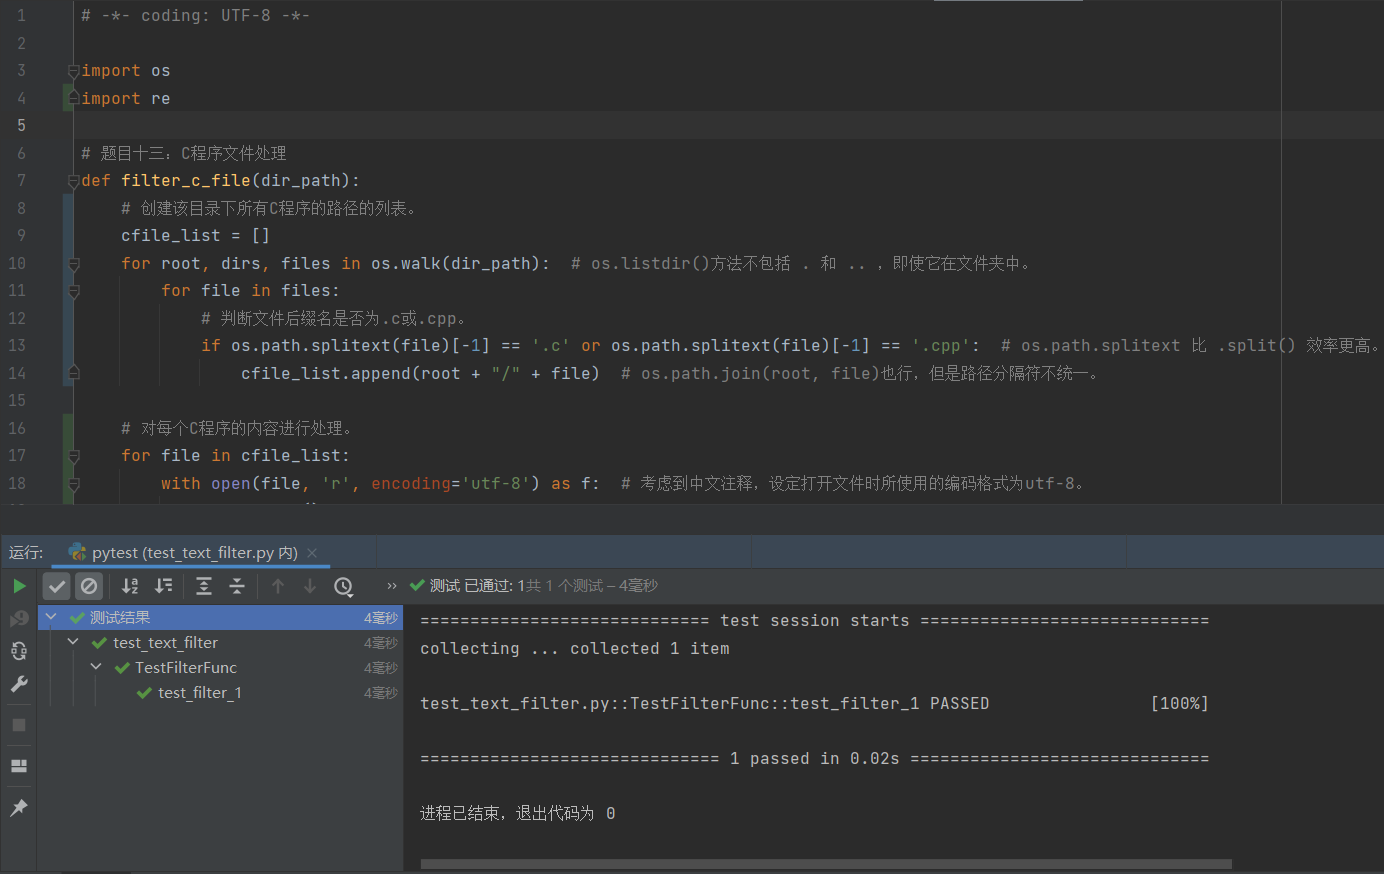 1 # -*- coding: UTF-8 -*-
2
3 import os
4 import re
5
6 # 题目十三：C程序文件处理
7 def filter_c_file(dir_path):
8 # 创建该目录下所有C程序的路径的列表。
9 cfile_list = []
10 for root, dirs, files in os.walk(dir_path): # os.listdir()方法不包括 . 和 .. ，即使它在文件夹中。
11 for file in files:
12 # 判断文件后缀名是否为.c或.cpp。
13 if os.path.splitext(file)[-1] == '.c' or os.path.splitext(file)[-1] == '.cpp': # os.path.splitext 比 .split() 效率更高。
14 cfile_list.append(root + "/" + file) # os.path.join(root, file)也行，但是路径分隔符不统一。
15
16 # 对每个C程序的内容进行处理。
17 for file in cfile_list:
18 with open(file, 'r', encoding='utf-8') as f: # 考虑到中文注释，设定打开文件时所使用的编码格式为utf-8。
运行: pytest (test_text_filter.py 内) ×
» 测试 已通过: 1共 1 个测试 – 4毫秒
测试结果 4毫秒
test_text_filter 4毫秒
TestFilterFunc 4毫秒
test_filter_1 4毫秒
============================= test session starts =============================
collecting ... collected 1 item
test_text_filter.py::TestFilterFunc::test_filter_1 PASSED [100%]
============================== 1 passed in 0.02s ==============================
进程已结束，退出代码为 0